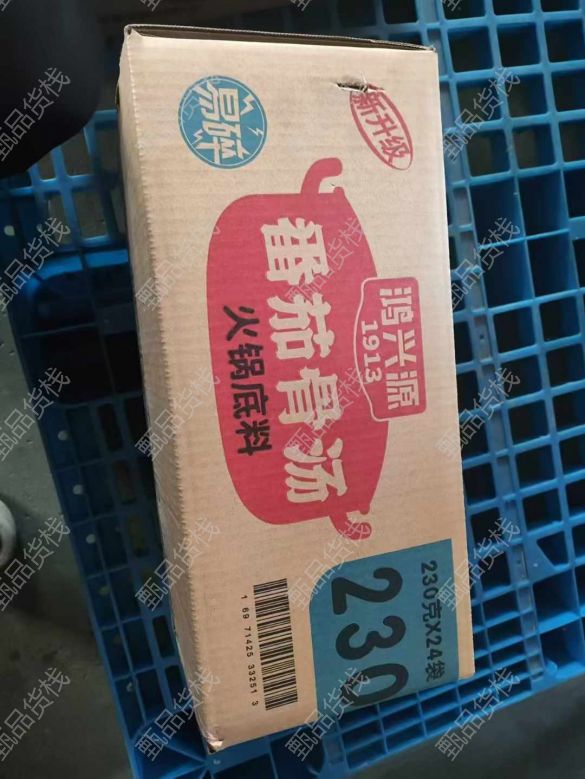 易碎
新升级
鸿兴源
1913
番茄骨汤
火锅底料
230克X24袋
230
1 69 71425 33251 3
甄品货栈